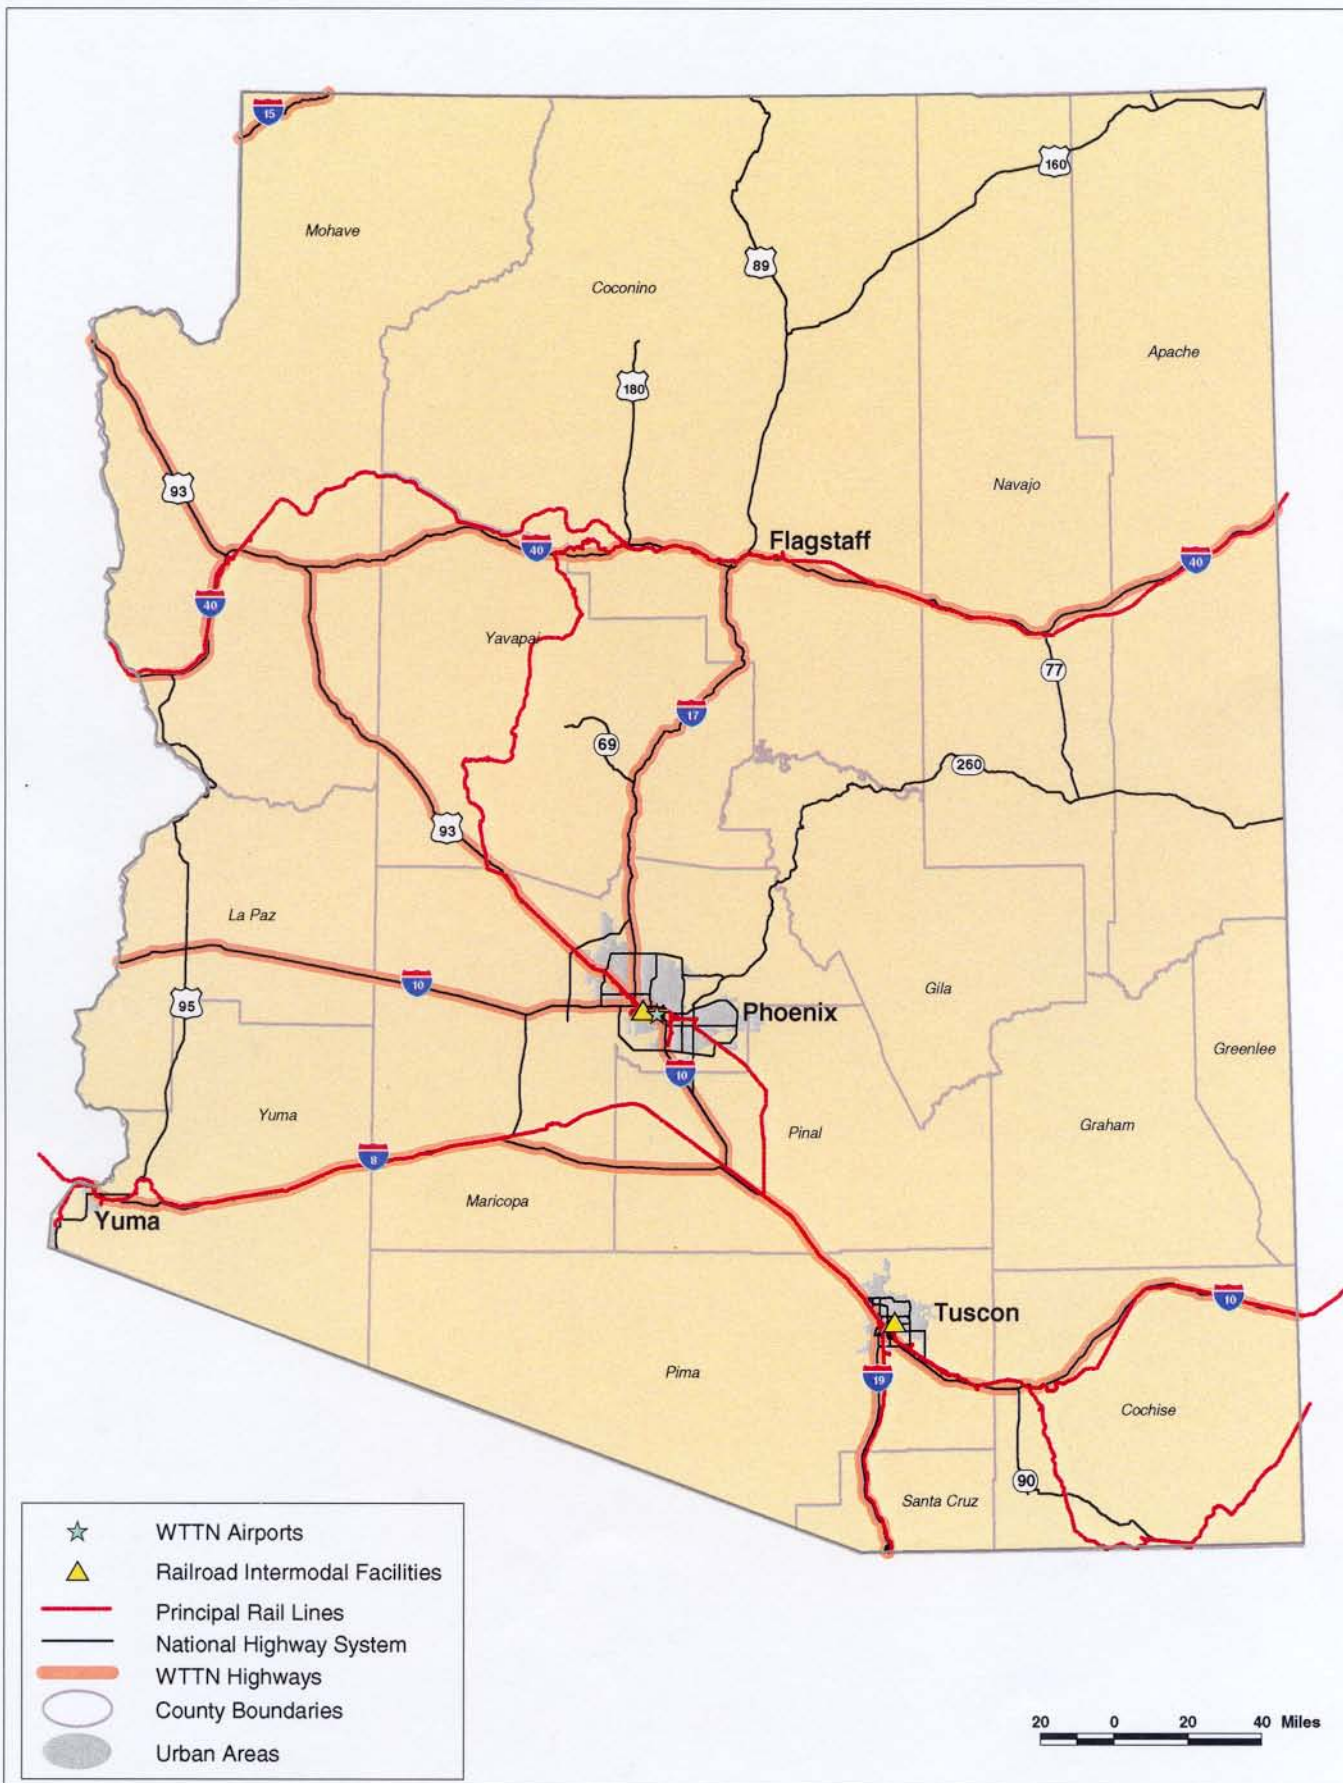 15
Mohave
160
89
Coconino
Apache
180
93
Navajo
Flagstaff
40
40
40
Yavapai
77
17
69
260
93
La Paz
10
Gila
95
Phoenix
Greenlee
10
Yuma
Pinal
Graham
8
Maricopa
Yuma
10
Tuscon
Pima
19
Cochise
90
Santa Cruz
WTTN Airports
Railroad Intermodal Facilities
Principal Rail Lines
National Highway System
WTTN Highways
County Boundaries
Urban Areas
20 0 20 40 Miles